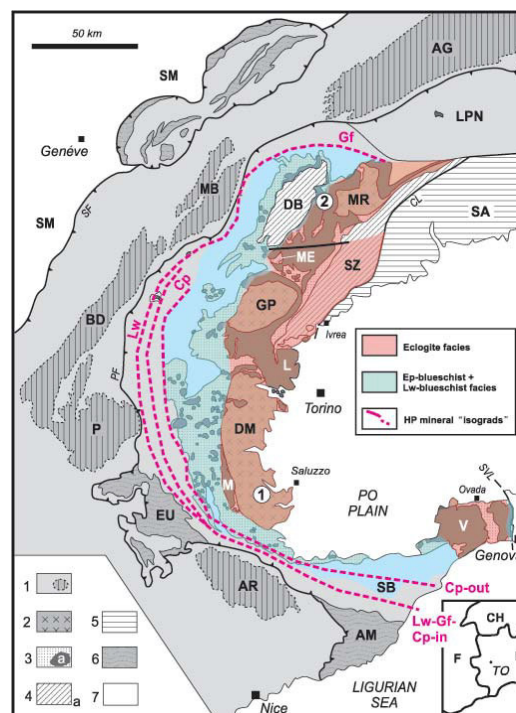 50 km
AG
SM
LPN
Genéve
Gf
MB
DB
2
MR
SM
SF
CL
SA
ME
SZ
Cp
Lw
GP
Ivrea
BD
Eclogite facies
L
Ep-blueschist +
Lw-blueschist facies
PF
Torino
HP mineral "isograds"
P
DM
M
Saluzzo
1
PO
PLAIN
SVL
Ovada
EU
V
Genova
AR
SB
Cp-out
1
Lw-Gf-
Cp-in
CH
2
5
AM
F
TO
I
3
a
6
4
a
7
LIGURIAN
SEA
Nice